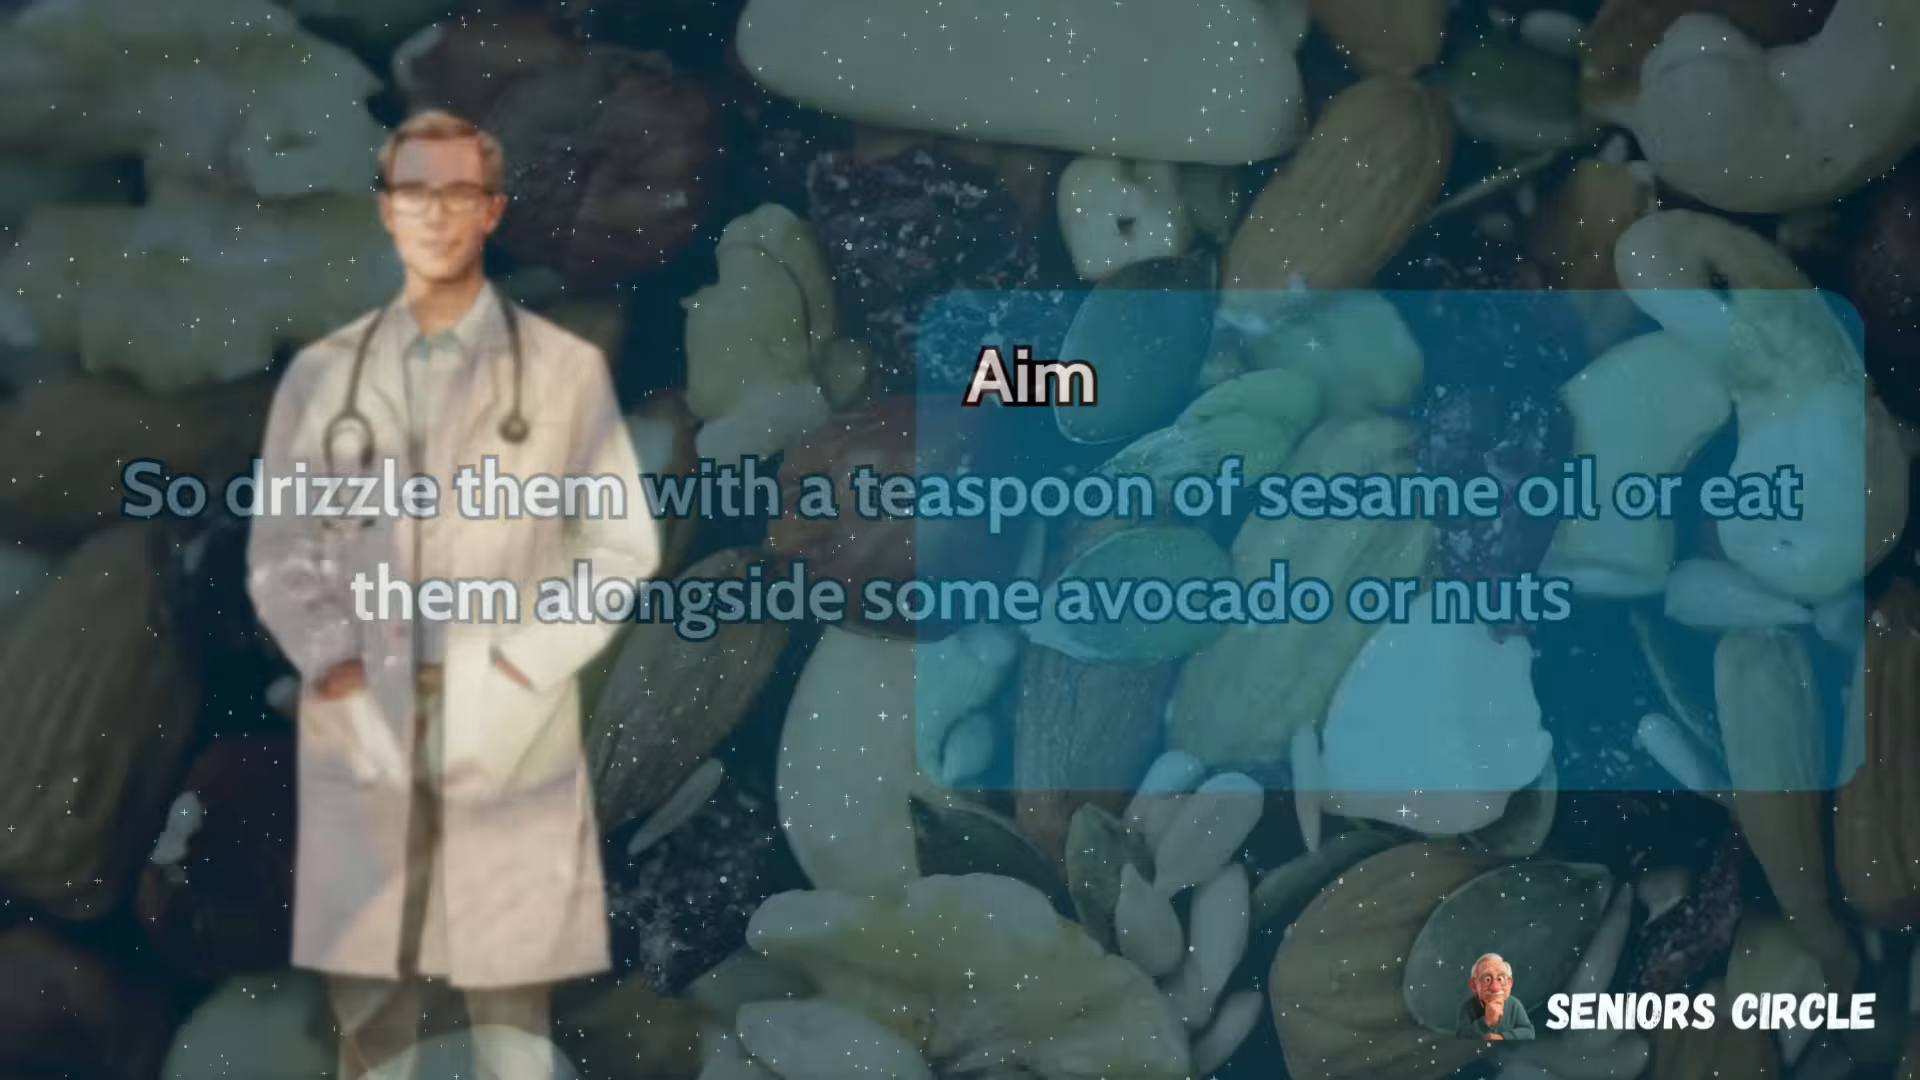 Aim
So drizzle them with a teaspoon of sesame oil or eat
them alongside some avocado or nuts
SENIORS CIRCLE